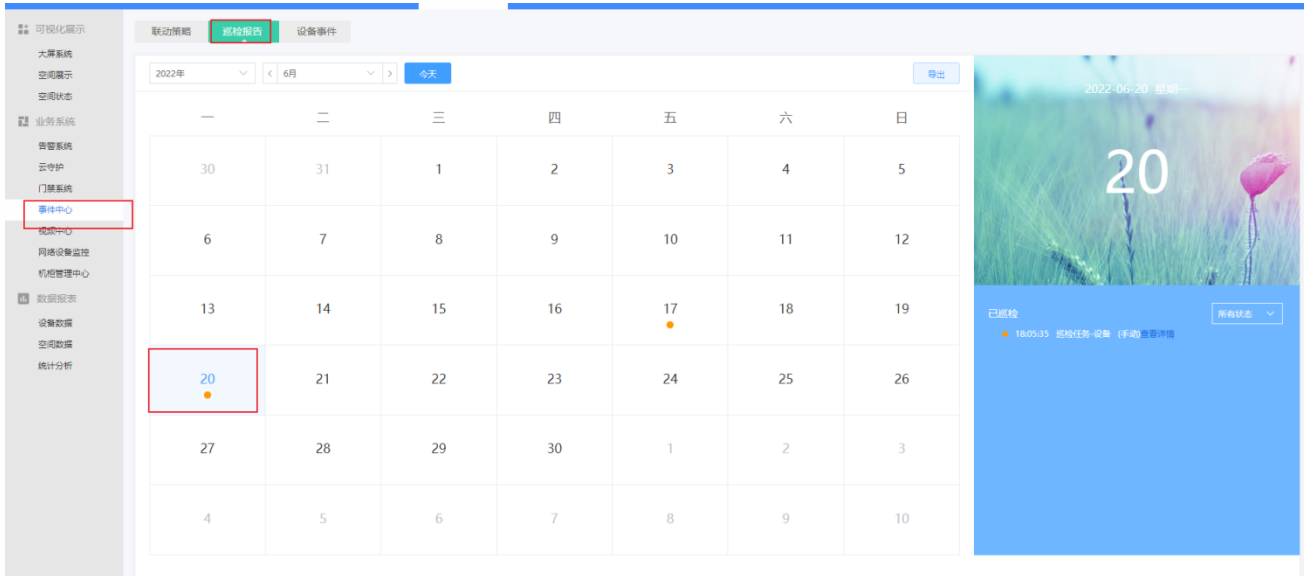 可视化展示
大屏系统
空间展示
空间状态
业务系统
告警系统
云守护
门禁系统
事件中心
视频中心
网络设备监控
机柜管理中心
数据报表
设备数据
空间数据
统计分析
联动策略 巡检报告 设备事件
2022年 6月 今天 导出
一 二 三 四 五 六 日
30 31 1 2 3 4 5
6 7 8 9 10 11 12
13 14 15 16 17 18 19
20 21 22 23 24 25 26
27 28 29 30 1 2 3
4 5 6 7 8 9 10
2022-06-20 星期一
20
已巡检 所有状态
18:05:35 巡检任务-设备 (手动)查看详情